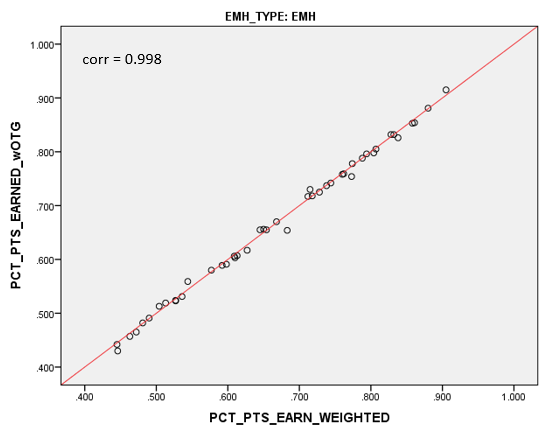 EMH_TYPE: EMH
corr = 0.998
PCT_PTS_EARNED_wOTG
1.000
.900
.800
.700
.600
.500
.400
.400 .500 .600 .700 .800 .900 1.000
PCT_PTS_EARN_WEIGHTED